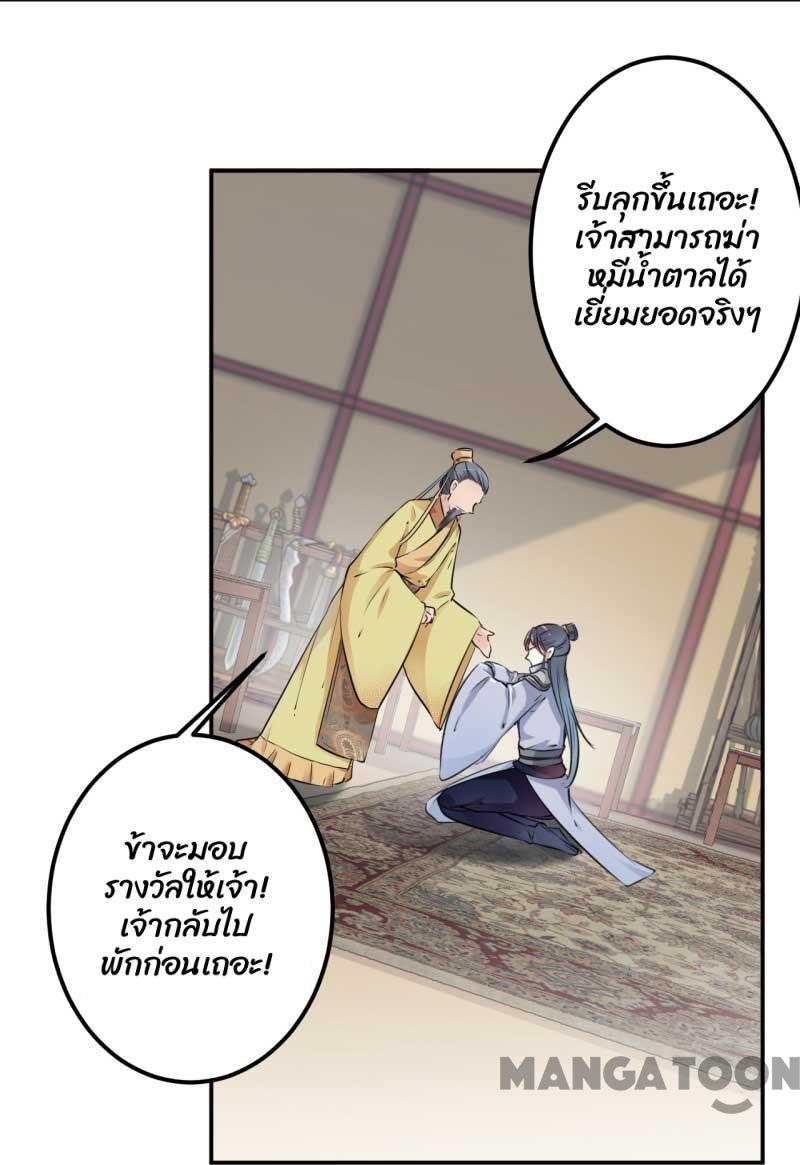 รีบลุกขึ้นเถอะ!
เจ้าสามารถฆ่า
หมีน้ำตาลได้
เยี่ยมยอดจริงๆ
ข้าจะมอบ
รางวัลให้เจ้า!
เจ้ากลับไป
พักก่อนเถอะ!
MANGATOON